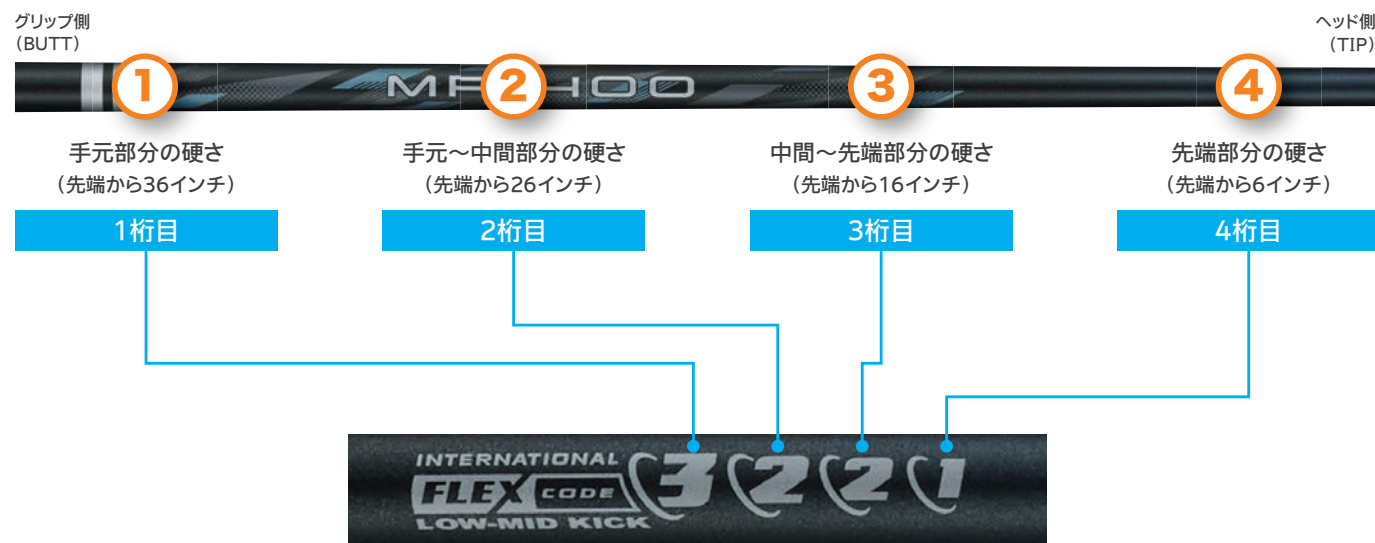 グリップ側
（BUTT）
ヘッド側
（TIP）
1
2
3
4
手元部分の硬さ
（先端から36インチ）
手元〜中間部分の硬さ
（先端から26インチ）
中間〜先端部分の硬さ
（先端から16インチ）
先端部分の硬さ
（先端から6インチ）
1桁目
2桁目
3桁目
4桁目
INTERNATIONAL
FLEX CODE
LOW-MID KICK
3 2 2 1